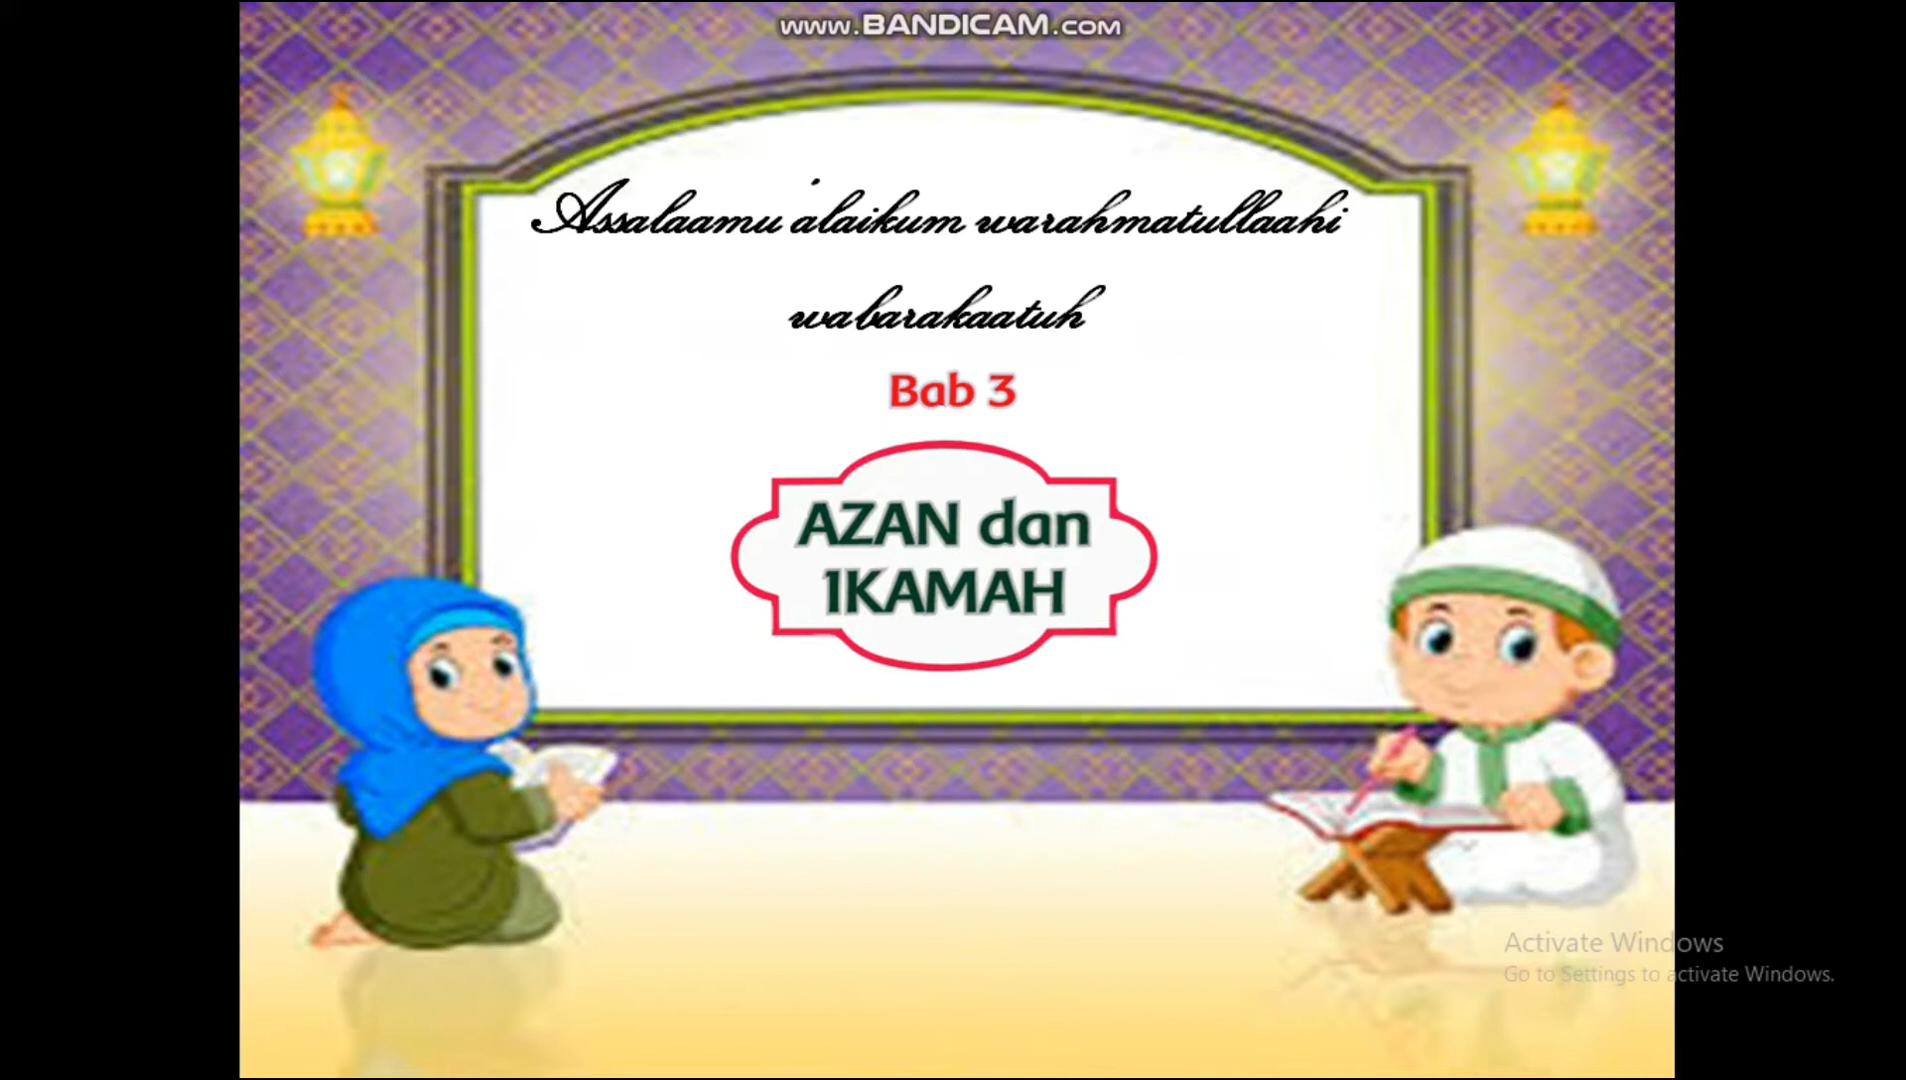 www.BANDICAM.com
Assalaamu 'alaikum warahmatullaahi
wabarakaatuh
Bab 3
AZAN dan
IKAMAH
Activate Windows
Go to Settings to activate Windows.